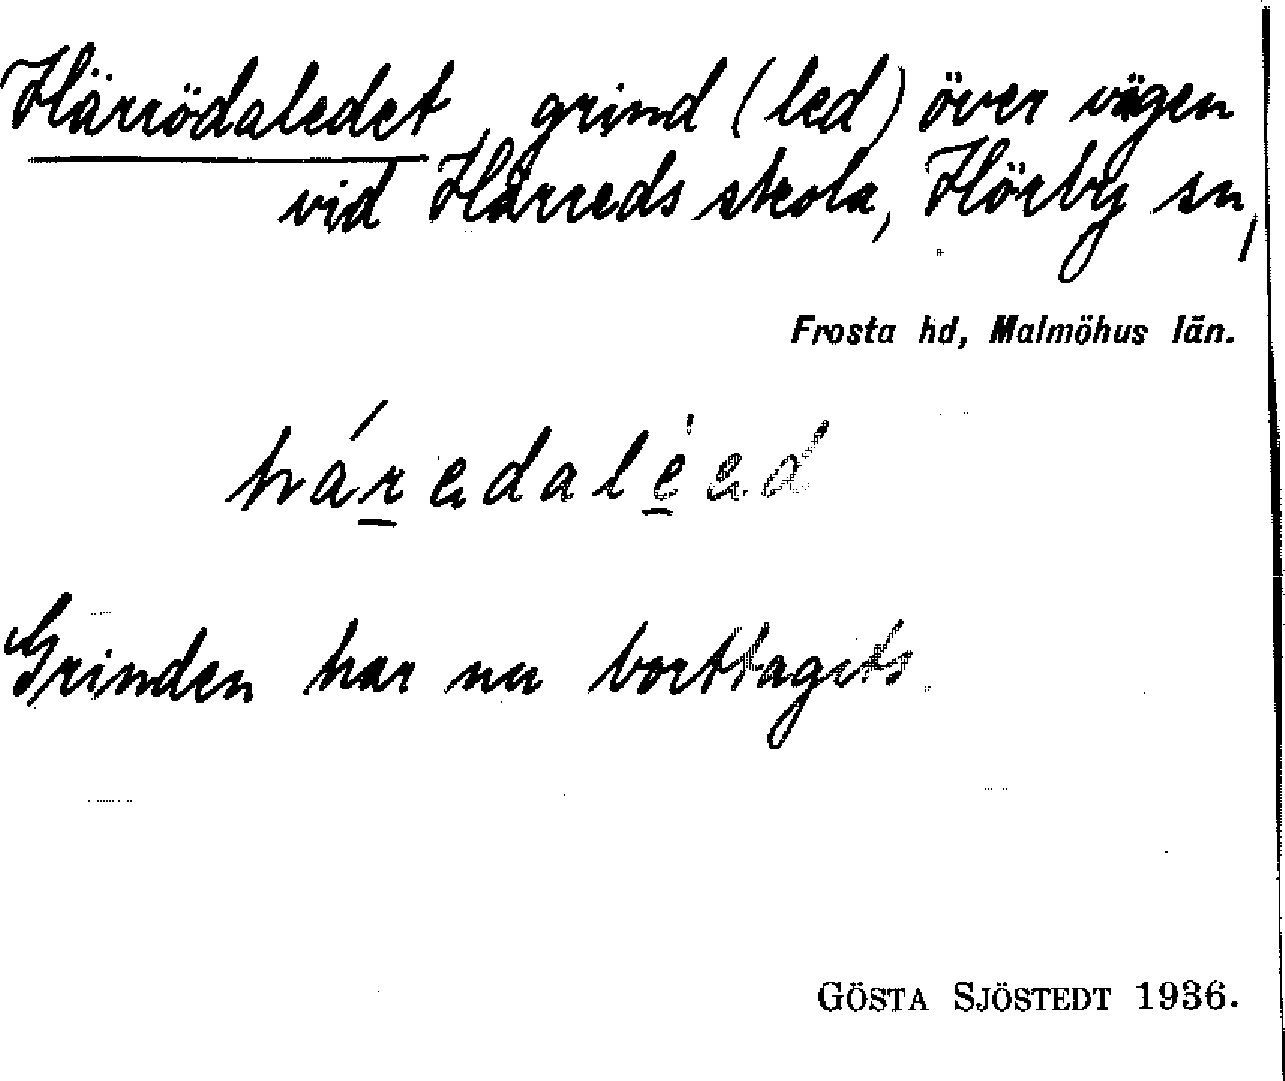 Härrödaledet, grind (led) över vägen
vid Härreds skola, Hörby sn,
Frosta hd, Malmöhus län.
háredalèed
Grinden har nu borttagits.
GÖSTA SJÖSTEDT 1936.